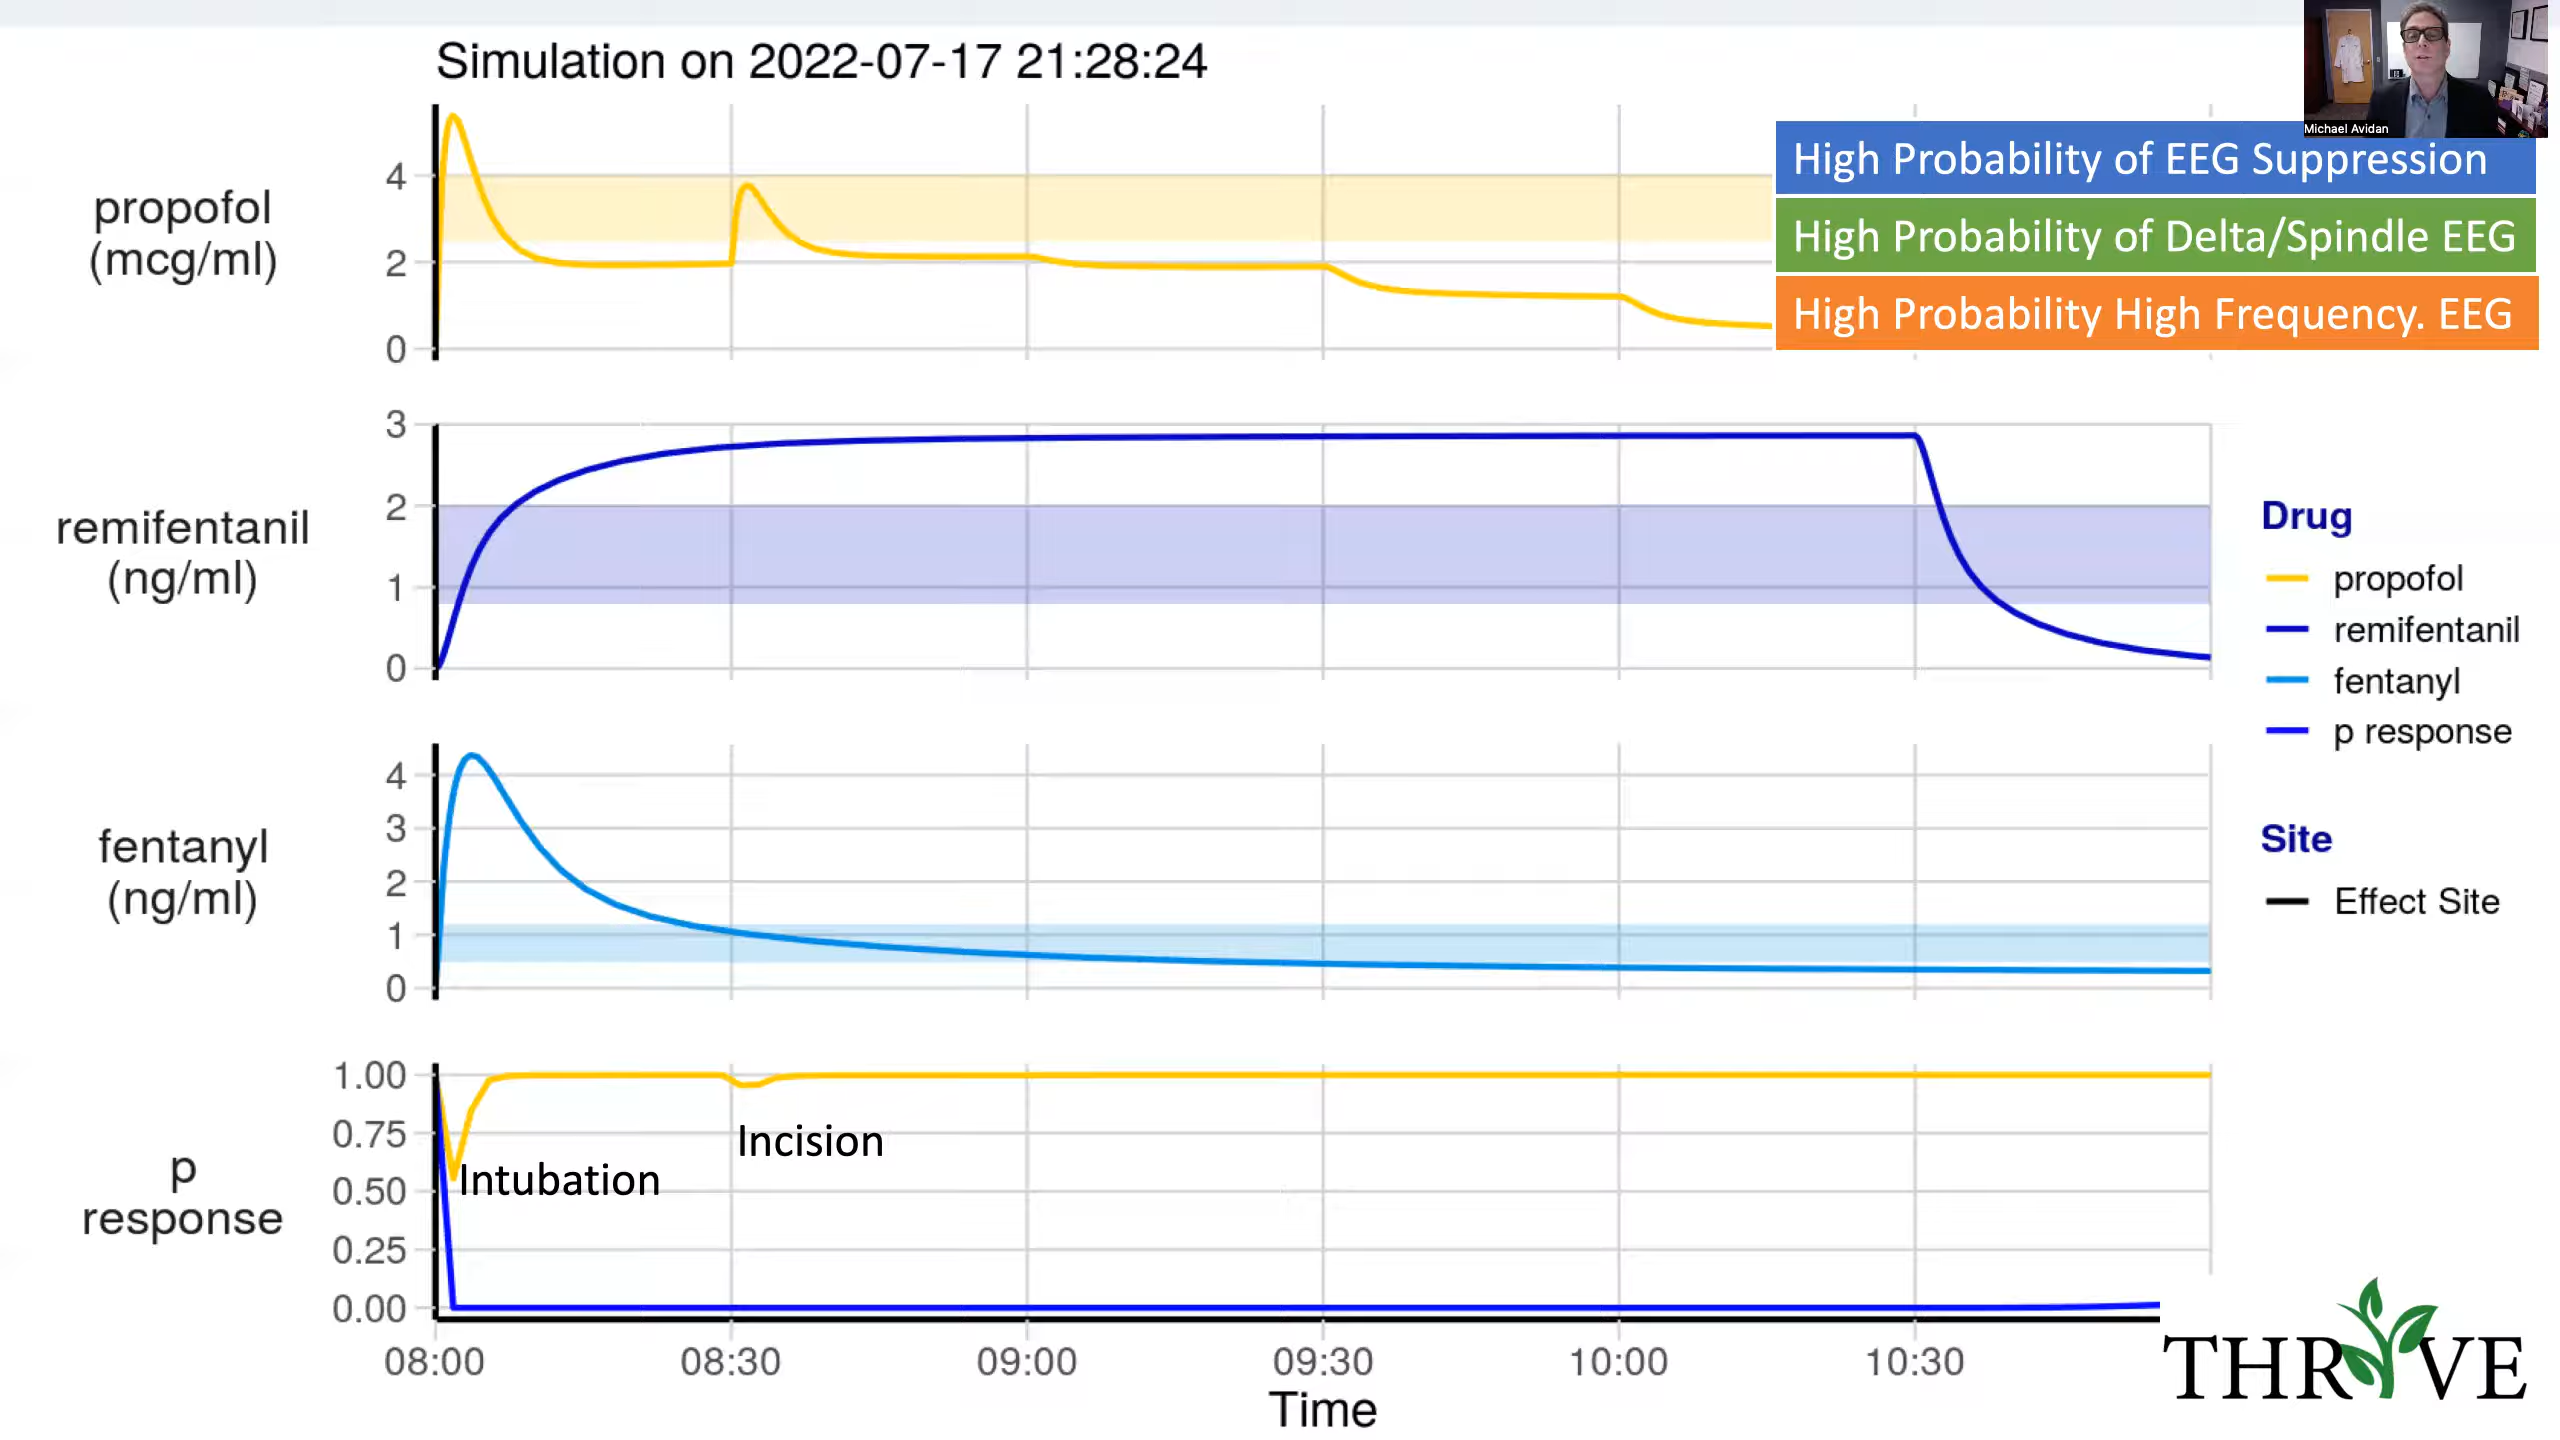 Simulation on 2022-07-17 21:28:24
Michael Avidan
High Probability of EEG Suppression
High Probability of Delta/Spindle EEG
High Probability High Frequency. EEG
propofol
(mcg/ml)
4
2
0
remifentanil
(ng/ml)
3
2
1
0
fentanyl
(ng/ml)
4
3
2
1
0
p
response
1.00
0.75
0.50
0.25
0.00
Incision
Intubation
Drug
propofol
remifentanil
fentanyl
p response
Site
Effect Site
08:00 08:30 09:00 09:30 10:00 10:30
Time
THRIVE